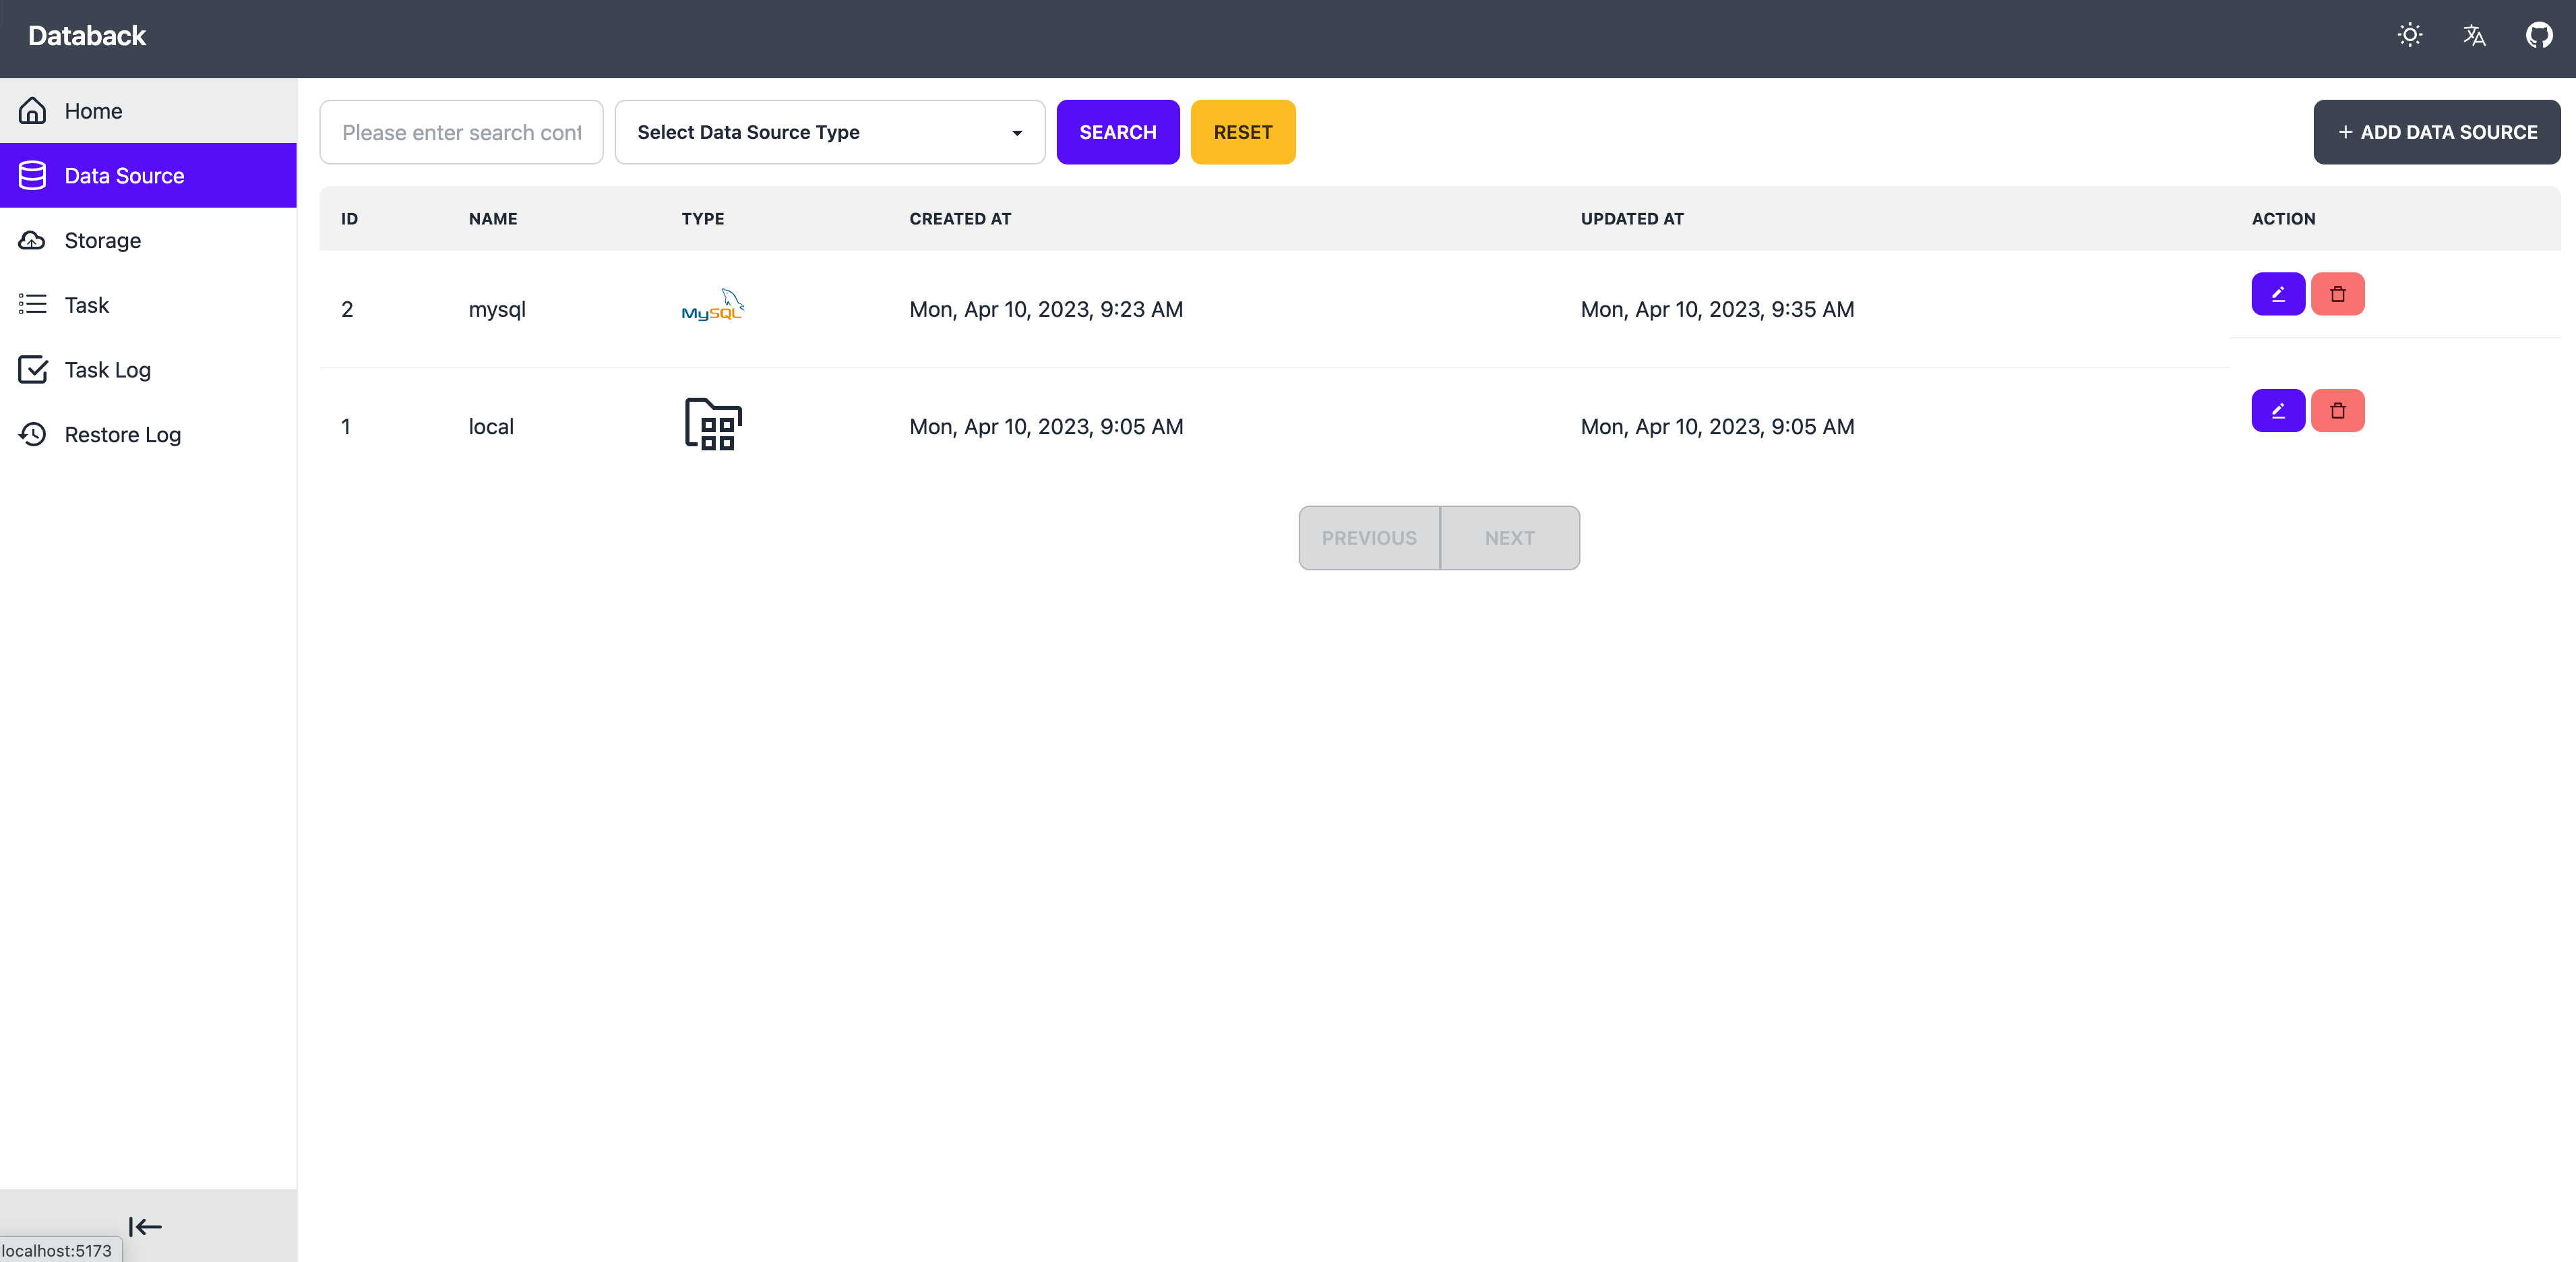 Databack
Home
Data Source
Storage
Task
Task Log
Restore Log
Please enter search cont
Select Data Source Type
SEARCH
RESET
+ ADD DATA SOURCE
ID NAME TYPE CREATED AT UPDATED AT ACTION
2 mysql MySQL Mon, Apr 10, 2023, 9:23 AM Mon, Apr 10, 2023, 9:35 AM
1 local Mon, Apr 10, 2023, 9:05 AM Mon, Apr 10, 2023, 9:05 AM
PREVIOUS NEXT
localhost:5173